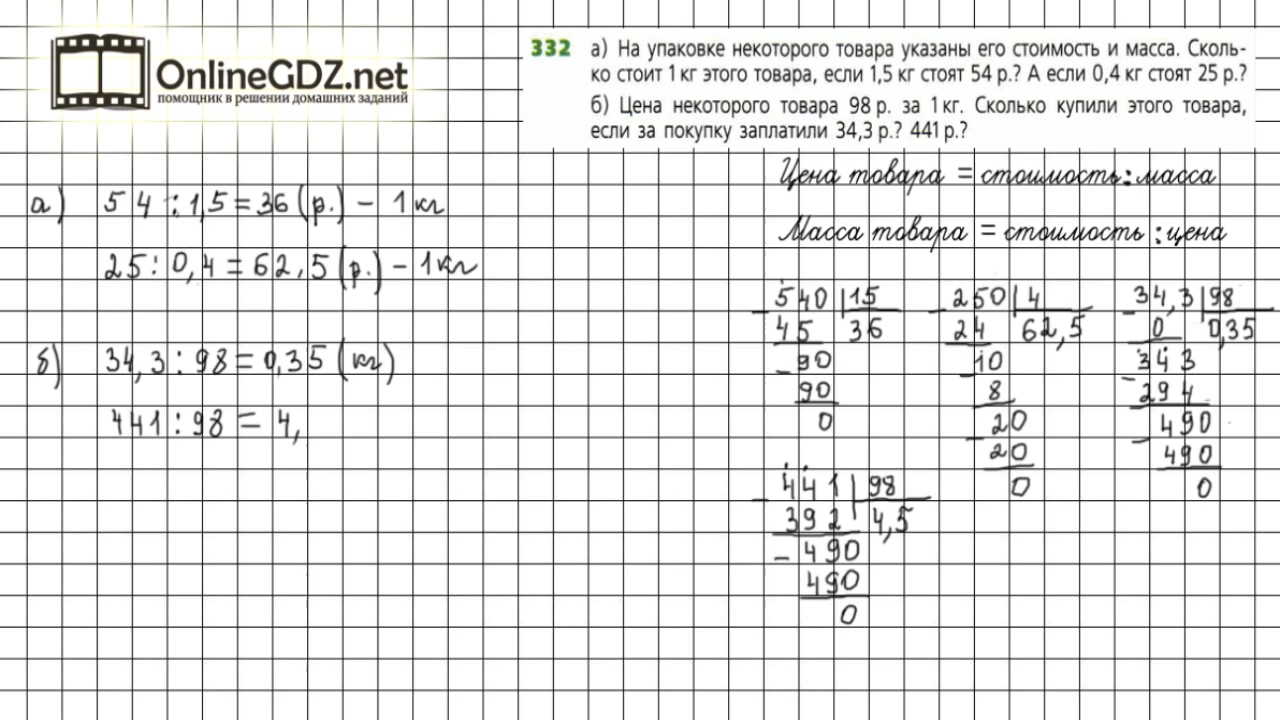 OnlineGDZ.net
помощник в решении домашних заданий
332 а) На упаковке некоторого товара указаны его стоимость и масса. Сколь-
ко стоит 1 кг этого товара, если 1,5 кг стоят 54 р.? А если 0,4 кг стоят 25 р.?
б) Цена некоторого товара 98 р. за 1 кг. Сколько купили этого товара,
если за покупку заплатили 34,3 р.? 441 р.?
Цена товара = стоимость : масса
Масса товара = стоимость : цена
а) 54 : 1,5 = 36 (р.) - 1 кг
25 : 0,4 = 62,5 (р.) - 1 кг
б) 34,3 : 98 = 0,35 (кг)
441 : 98 = 4,
540 15
- 45 36
- 90
90
0
- 250 4
24 62,5
- 10
8
- 20
20
0
- 34,3 98
0 0,35
- 343
294
- 490
490
0
- 441 98
392 4,5
- 490
490
0